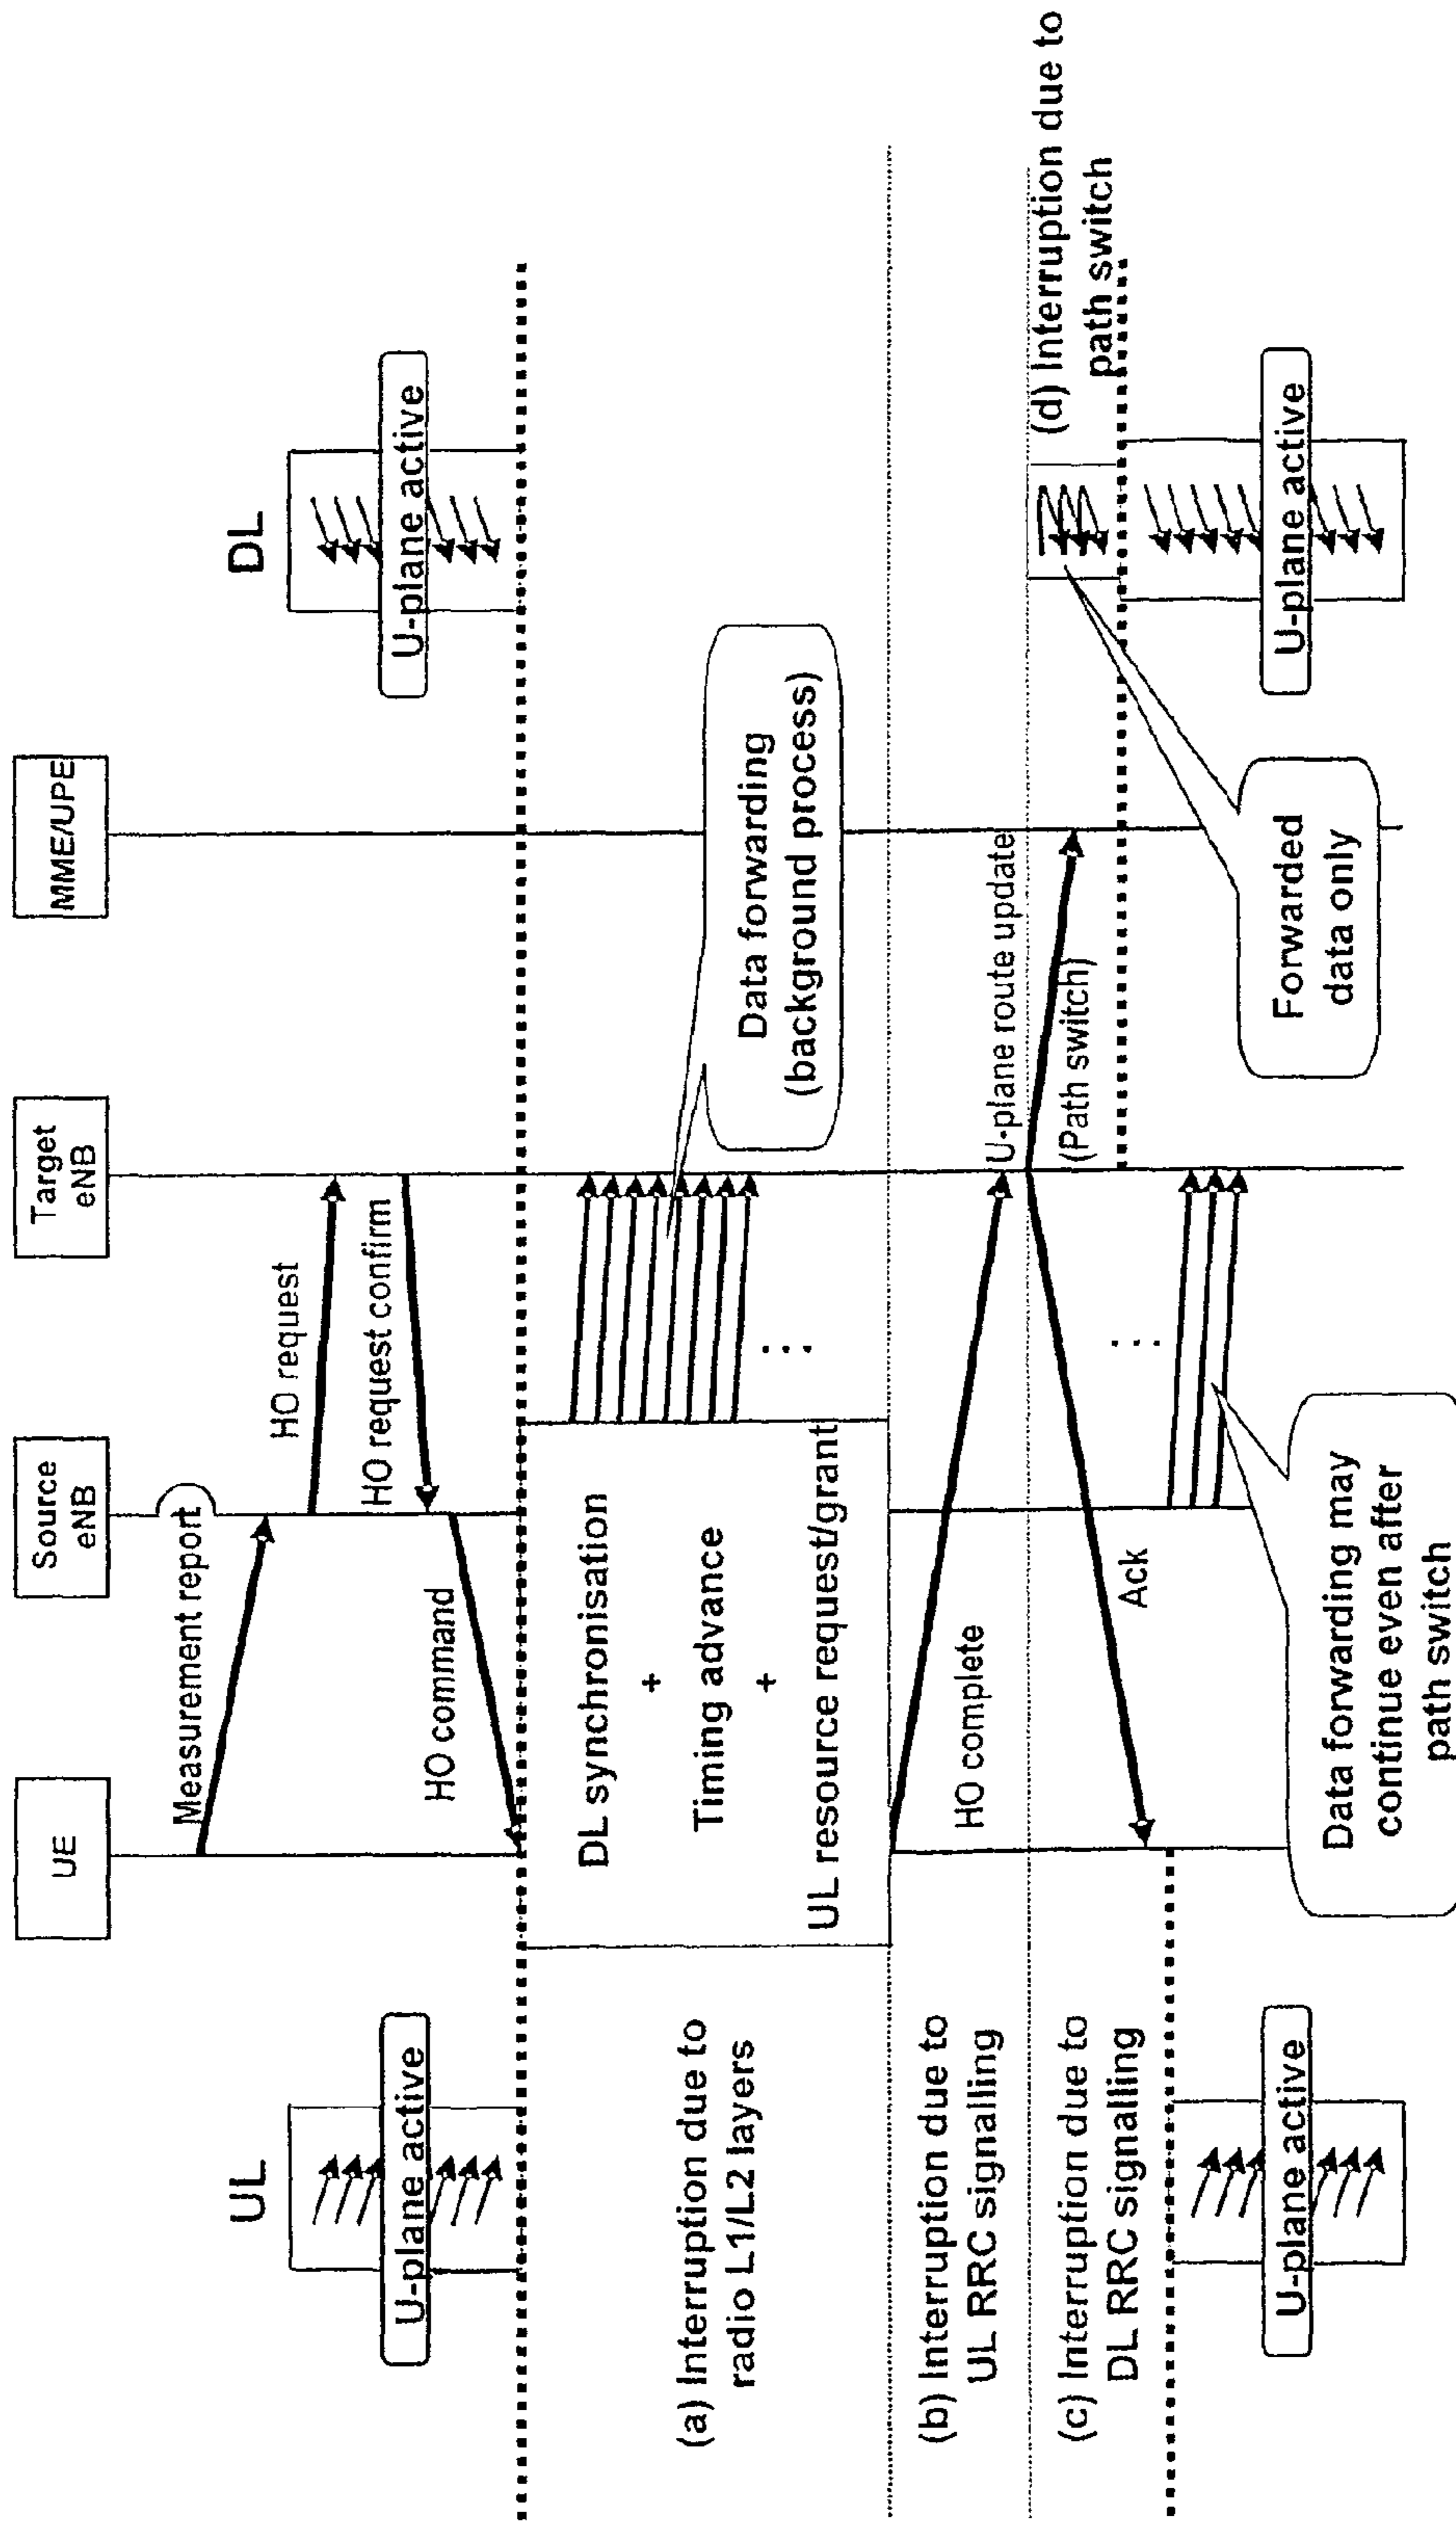 UE
Source
eNB
Target
eNB
MME/UPE
UL
DL
U-plane active
U-plane active
Measurement report
HO request
HO request confirm
HO command
(a) Interruption due to
radio L1/L2 layers
DL synchronisation
+
Timing advance
+
UL resource request/grant
...
Data forwarding
(background process)
(b) Interruption due to
UL RRC signalling
HO complete
U-plane route update
(Path switch)
(c) Interruption due to
DL RRC signalling
Ack
...
(d) Interruption due to
path switch
U-plane active
U-plane active
Data forwarding may
continue even after
path switch
Forwarded
data only